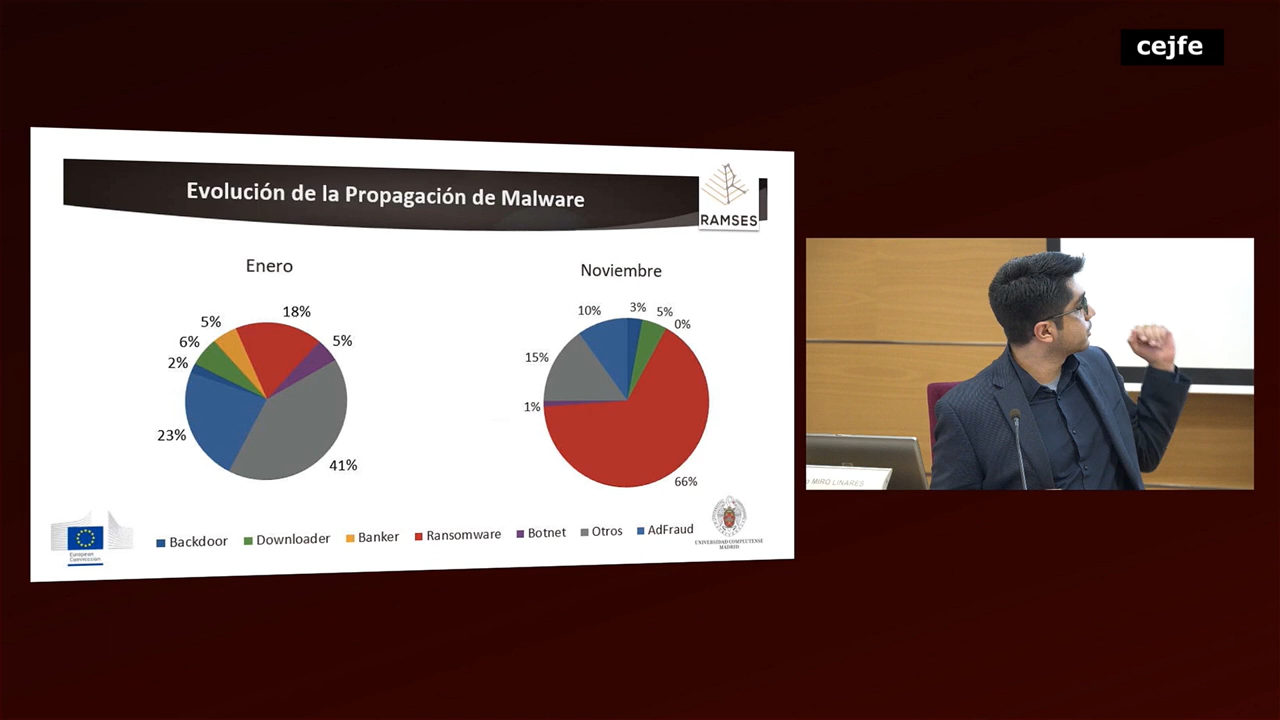 cejfe
Evolución de la Propagación de Malware
RAMSES
Enero
Noviembre
18%
5%
5%
6%
2%
23%
41%
10%
3%
5%
0%
15%
1%
66%
Backdoor
Downloader
Banker
Ransomware
Botnet
Otros
AdFraud
European
Commission
UNIVERSIDAD COMPLUTENSE
MADRID
MIRÓ LINARES